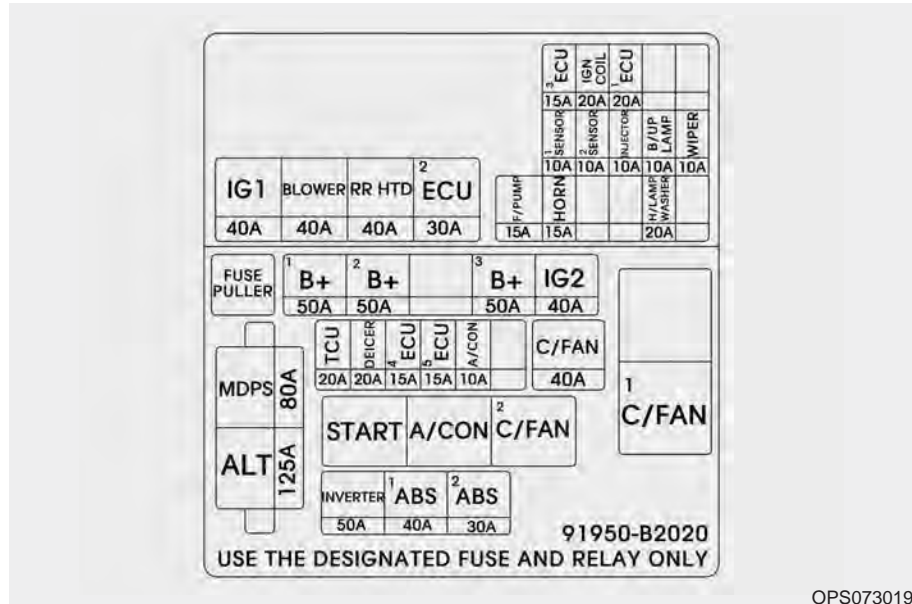 3 ECU IGN COIL 1 ECU
15A 20A 20A
1 SENSOR 2 SENSOR INJECTOR B/UP LAMP WIPER
10A 10A 10A 10A 10A
F/PUMP HORN H/LAMP WASHER
15A 15A 20A
IG1 BLOWER RR HTD 2 ECU
40A 40A 40A 30A
FUSE PULLER
1 B+ 2 B+ 3 B+ IG2
50A 50A 50A 40A
TCU DEICER 4 ECU 5 ECU A/CON C/FAN
20A 20A 15A 15A 10A 40A
MDPS 80A
ALT 125A
1 C/FAN
START A/CON 2 C/FAN
INVERTER 1 ABS 2 ABS
50A 40A 30A
91950-B2020
USE THE DESIGNATED FUSE AND RELAY ONLY
OPS073019